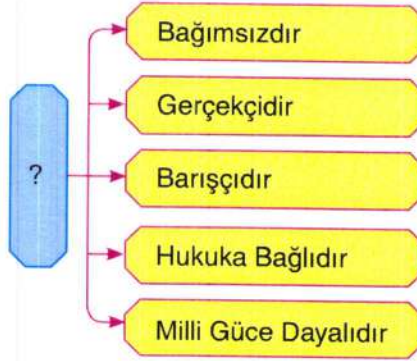 Bağımsızdır
Gerçekçidir
?
Barışçıdır
Hukuka Bağlıdır
Milli Güce Dayalıdır